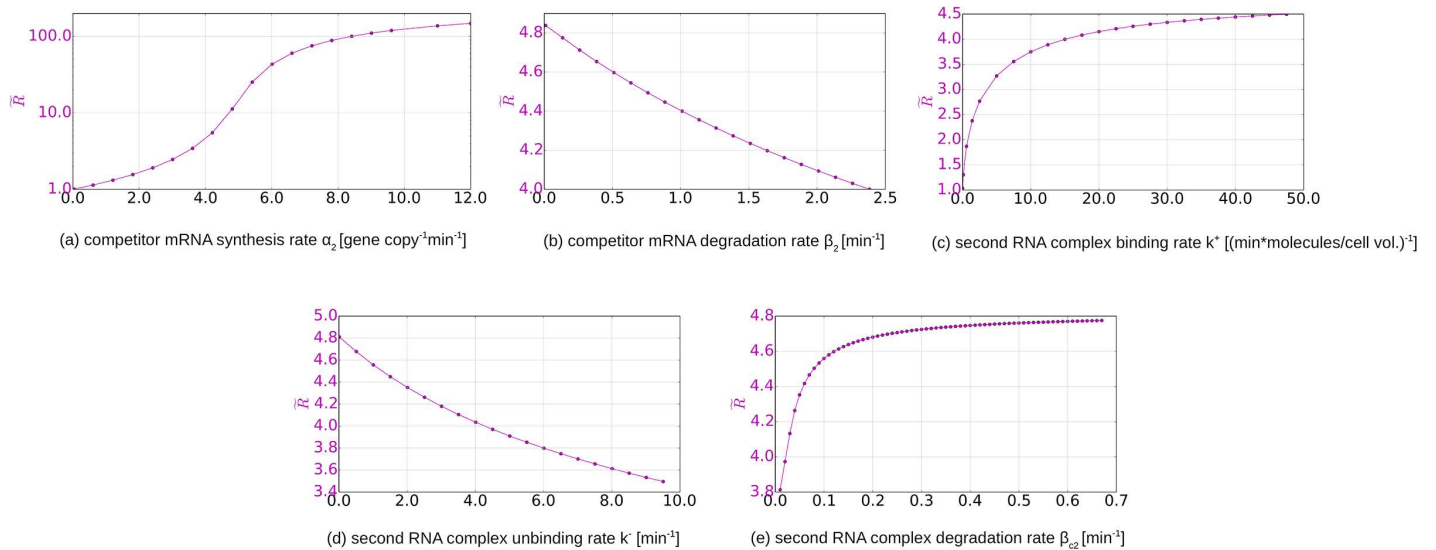 100.0
10.0
1.0
R̃
0.0 2.0 4.0 6.0 8.0 10.0 12.0
(a) competitor mRNA synthesis rate α₂ [gene copy⁻¹min⁻¹]
4.8
4.6
4.4
4.2
4.0
R̃
0.0 0.5 1.0 1.5 2.0 2.5
(b) competitor mRNA degradation rate β₂ [min⁻¹]
4.5
4.0
3.5
3.0
2.5
2.0
1.5
1.0
R̃
0.0 10.0 20.0 30.0 40.0 50.0
(c) second RNA complex binding rate k⁺ [(min*molecules/cell vol.)⁻¹]
5.0
4.8
4.6
4.4
4.2
4.0
3.8
3.6
3.4
R̃
0.0 2.0 4.0 6.0 8.0 10.0
(d) second RNA complex unbinding rate k⁻ [min⁻¹]
4.8
4.6
4.4
4.2
4.0
3.8
R̃
0.0 0.1 0.2 0.3 0.4 0.5 0.6 0.7
(e) second RNA complex degradation rate β_c2 [min⁻¹]